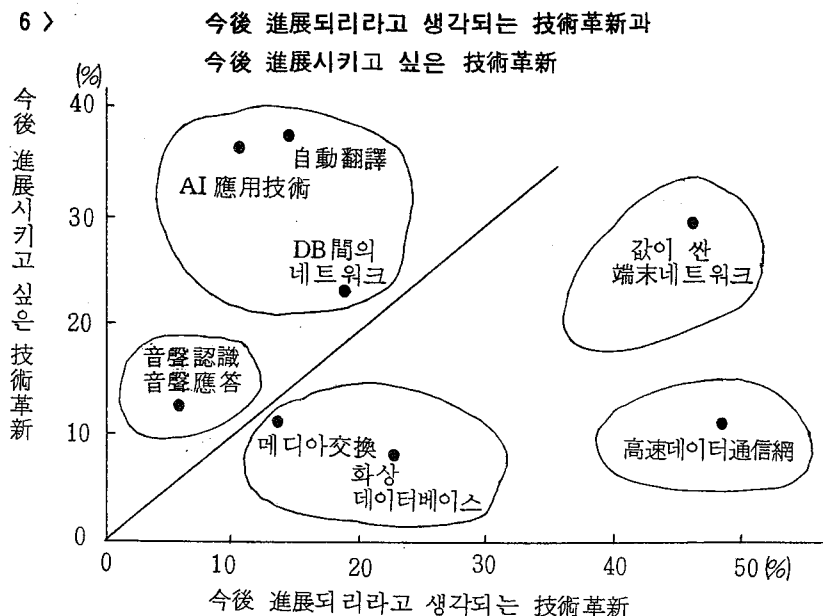 6 〉 今後 進展되리라고 생각되는 技術革新과
今後 進展시키고 싶은 技術革新
(%)
今後 進展시키고 싶은 技術革新
40
30
20
10
0
自動翻譯
AI 應用技術
DB間의
네트워크
값이 싼
端末네트워크
音聲認識
音聲應答
메디아交換
화상
데이터베이스
高速데이터通信網
0 10 20 30 40 50 (%)
今後 進展되리라고 생각되는 技術革新